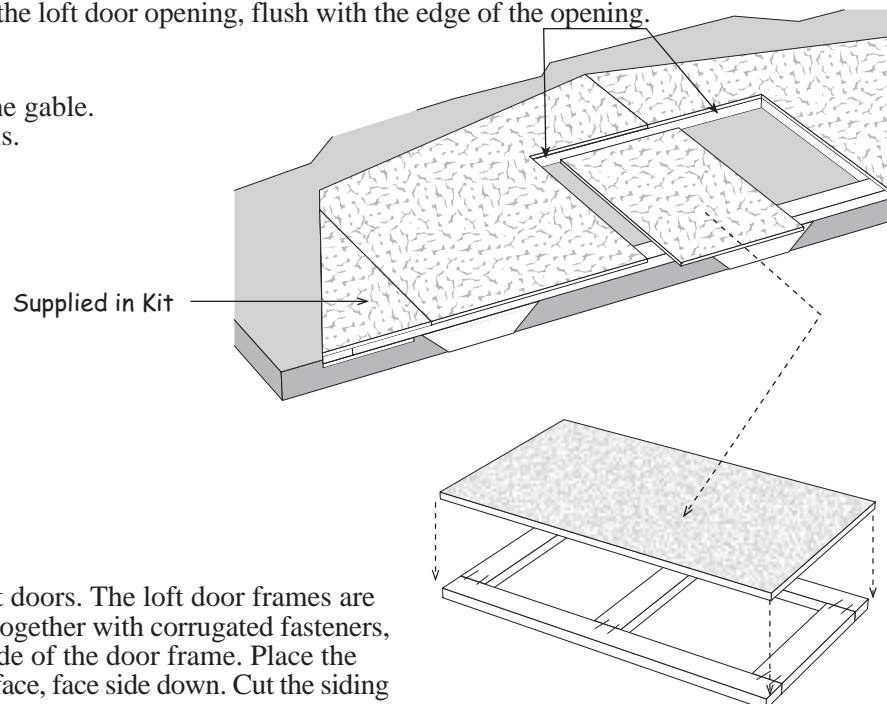 the loft door opening, flush with the edge of the opening.
e gable.
s.
Supplied in Kit
t doors. The loft door frames are
ogether with corrugated fasteners,
de of the door frame. Place the
face, face side down. Cut the siding